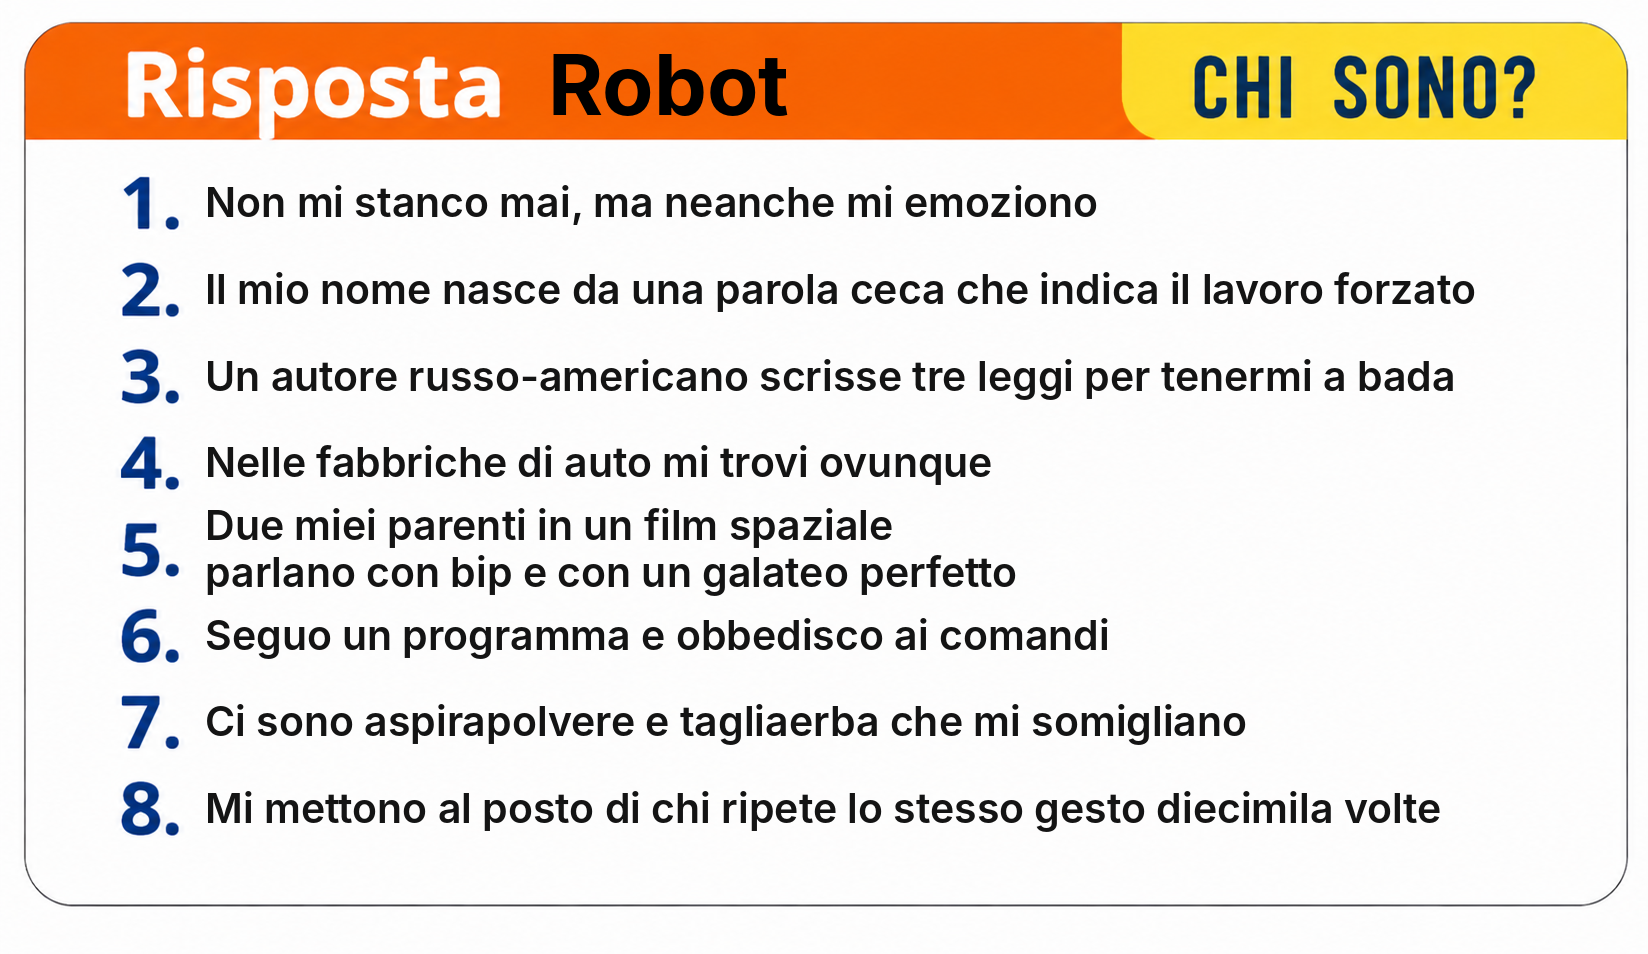 Risposta Robot CHI SONO?
1. Non mi stanco mai, ma neanche mi emoziono
2. Il mio nome nasce da una parola ceca che indica il lavoro forzato
3. Un autore russo-americano scrisse tre leggi per tenermi a bada
4. Nelle fabbriche di auto mi trovi ovunque
5. Due miei parenti in un film spaziale
parlano con bip e con un galateo perfetto
6. Seguo un programma e obbedisco ai comandi
7. Ci sono aspirapolvere e tagliaerba che mi somigliano
8. Mi mettono al posto di chi ripete lo stesso gesto diecimila volte